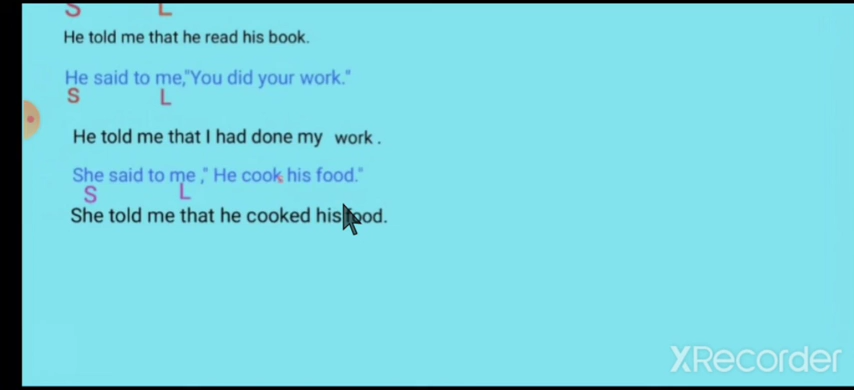 S L
He told me that he read his book.
He said to me,"You did your work."
S L
He told me that I had done my work .
She said to me ," He cook his food."
S L
She told me that he cooked his food.
XRecorder